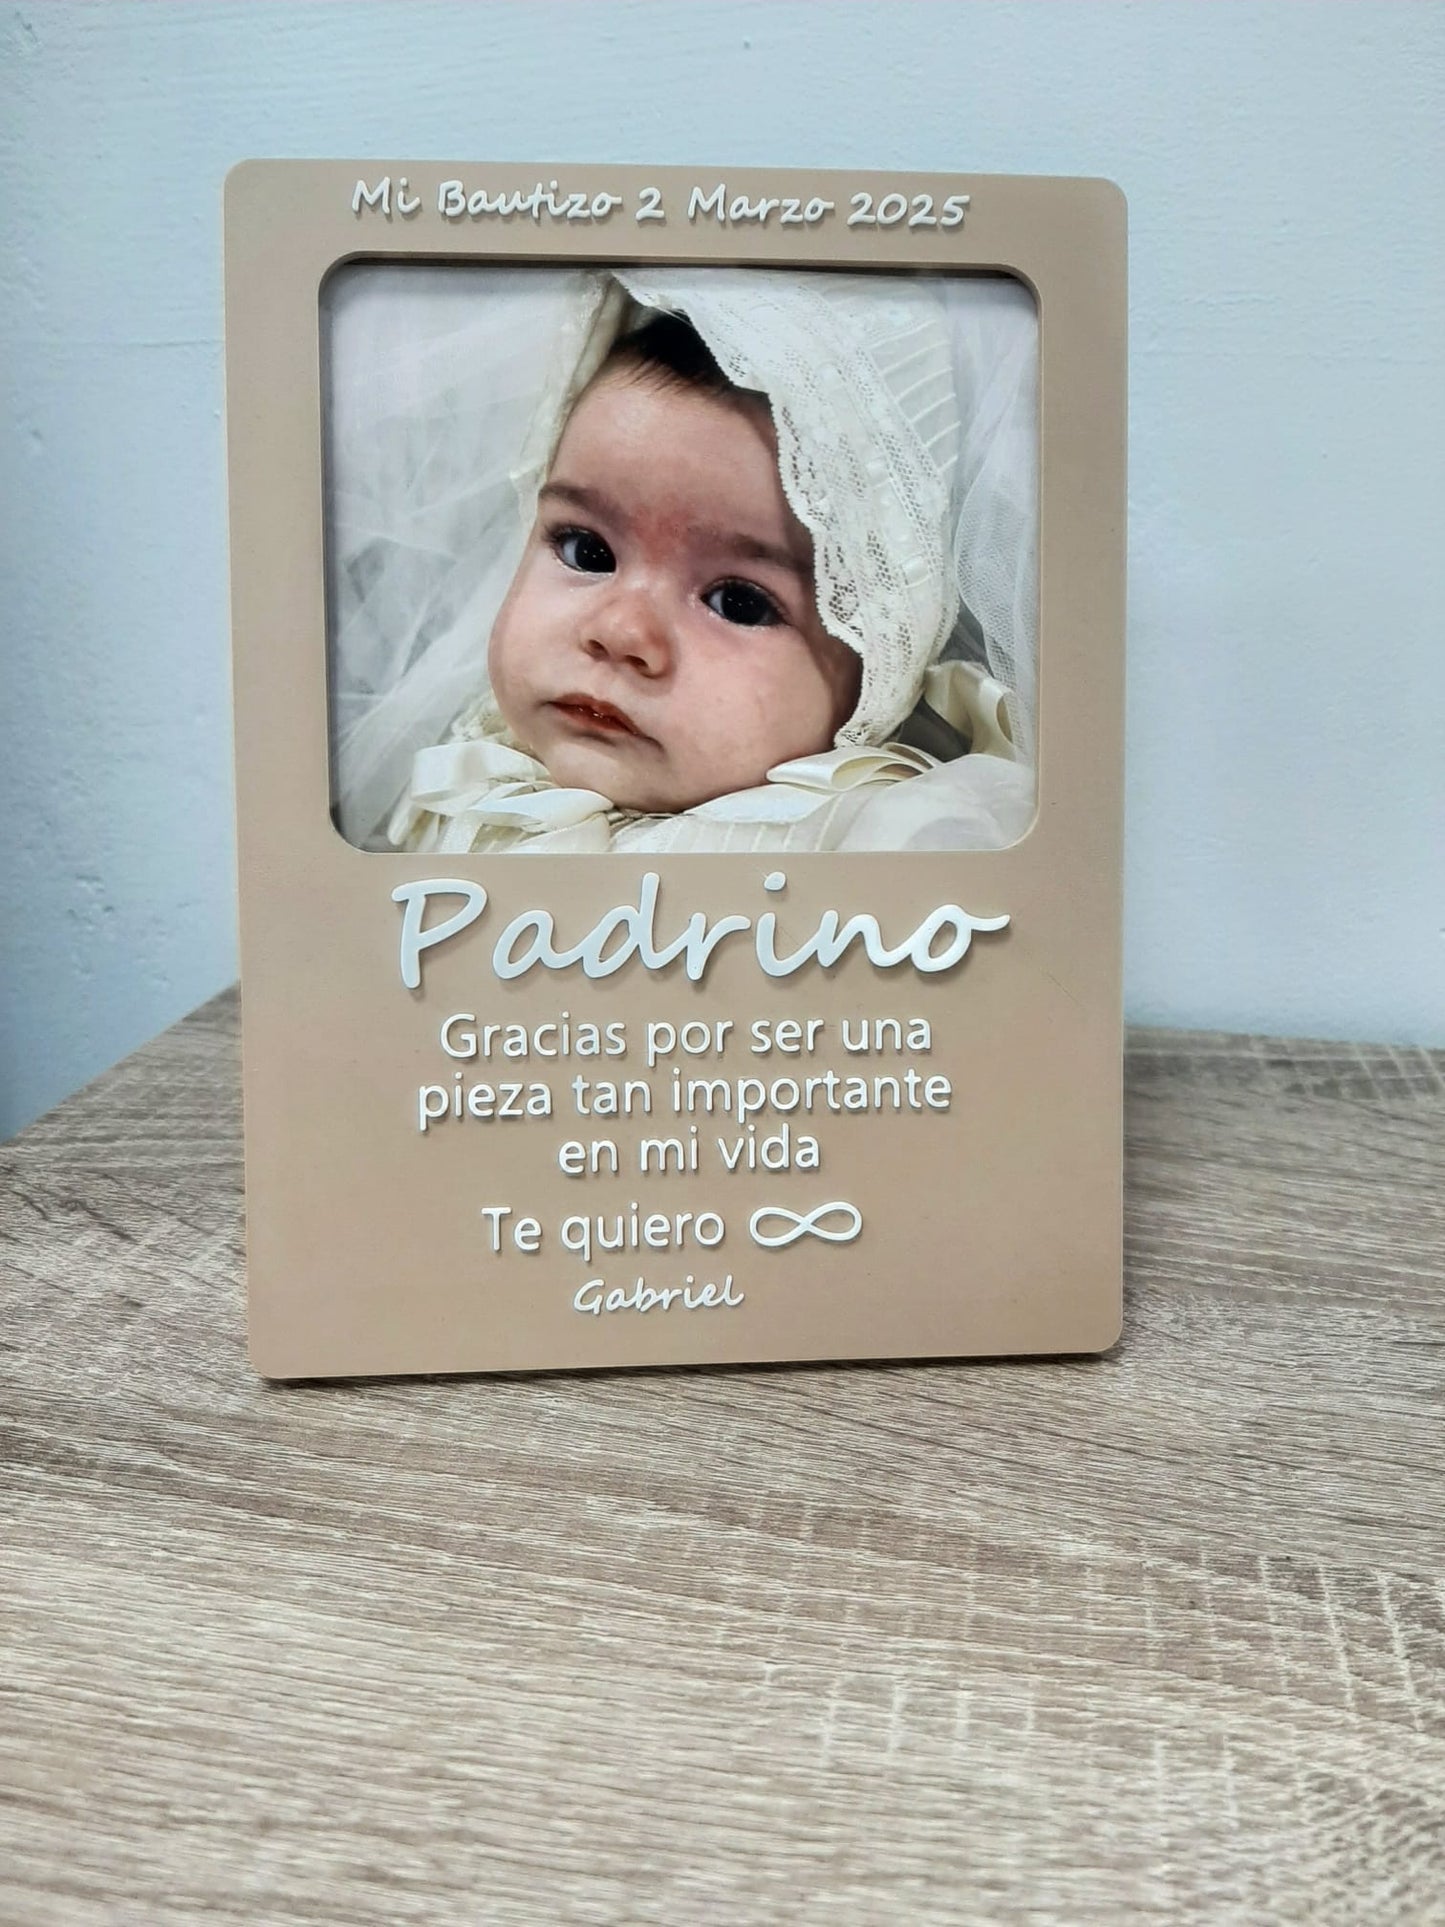 Mi Bautizo 2 Marzo 2025
Padrino
Gracias por ser una
pieza tan importante
en mi vida
Te quiero ∞
Gabriel